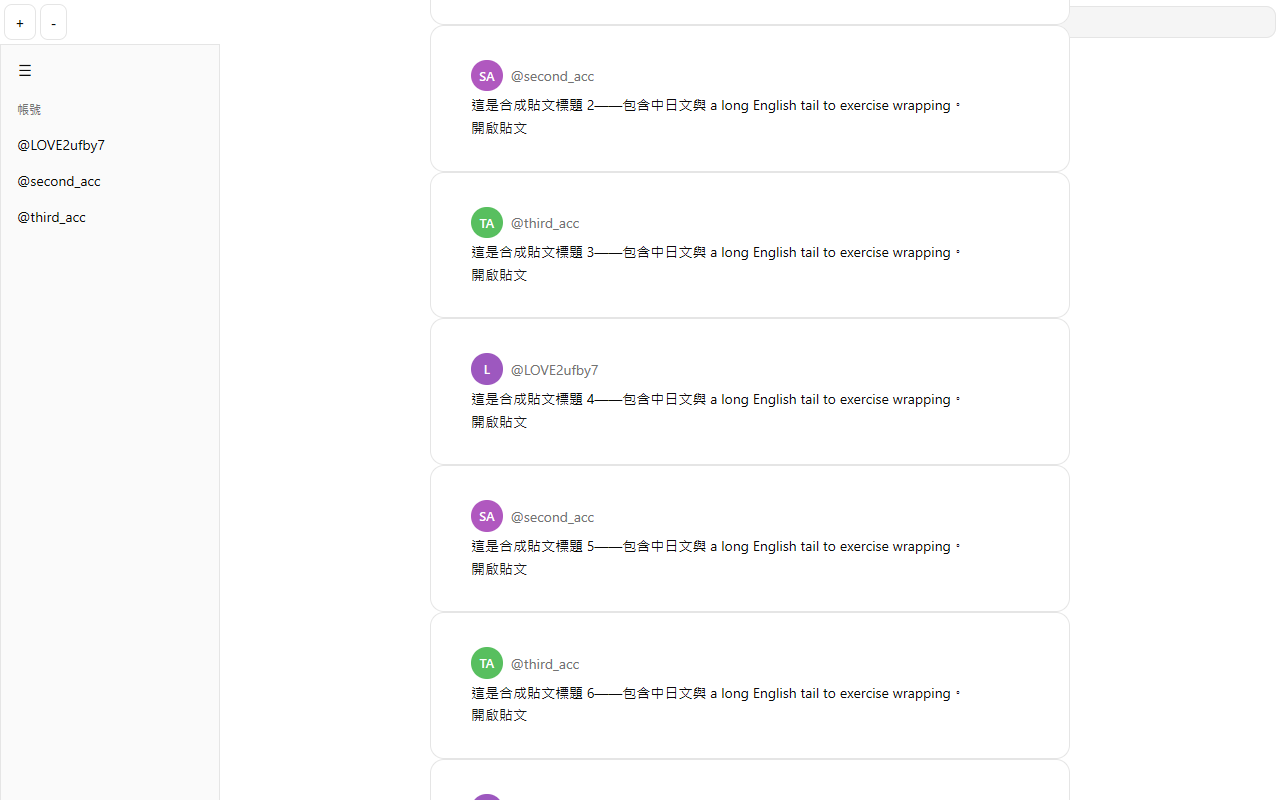 +
-
☰
帳號
@LOVE2ufby7
@second_acc
@third_acc
SA
@second_acc
這是合成貼文標題 2——包含中日文與 a long English tail to exercise wrapping。
開啟貼文
TA
@third_acc
這是合成貼文標題 3——包含中日文與 a long English tail to exercise wrapping。
開啟貼文
L
@LOVE2ufby7
這是合成貼文標題 4——包含中日文與 a long English tail to exercise wrapping。
開啟貼文
SA
@second_acc
這是合成貼文標題 5——包含中日文與 a long English tail to exercise wrapping。
開啟貼文
TA
@third_acc
這是合成貼文標題 6——包含中日文與 a long English tail to exercise wrapping。
開啟貼文